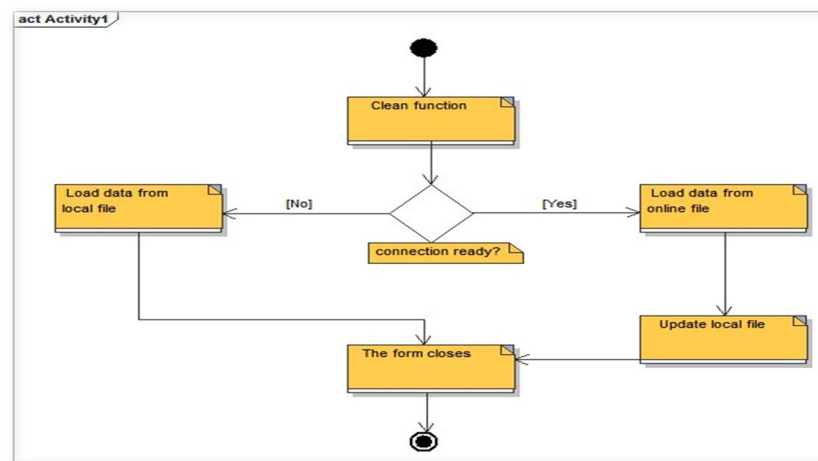 act Activity1
Clean function
Load data from
local file
[No]
[Yes]
Load data from
online file
connection ready?
Update local file
The form closes